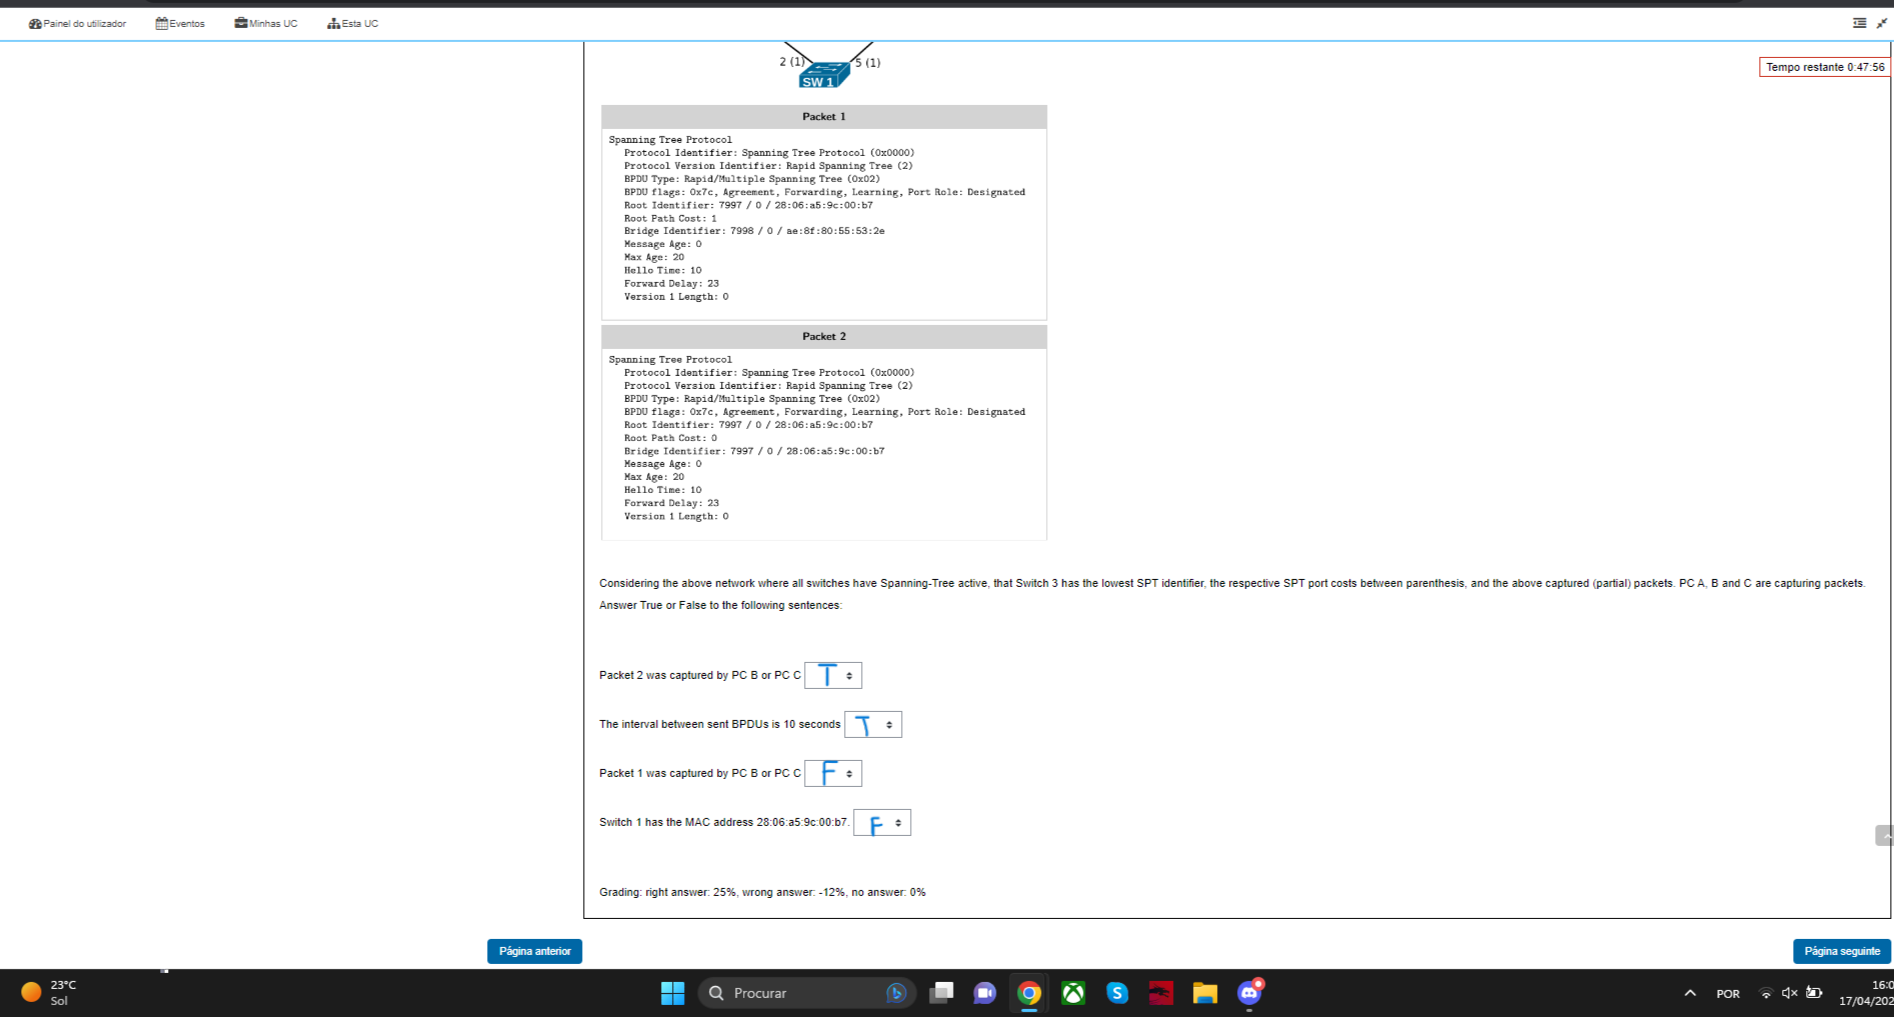 Painel do utilizador Eventos Minhas UC Esta UC
2 (1) 5 (1)
SW 1
Tempo restante 0:47:56
Packet 1
Spanning Tree Protocol
Protocol Identifier: Spanning Tree Protocol (0x0000)
Protocol Version Identifier: Rapid Spanning Tree (2)
BPDU Type: Rapid/Multiple Spanning Tree (0x02)
BPDU flags: 0x7c, Agreement, Forwarding, Learning, Port Role: Designated
Root Identifier: 7997 / 0 / 28:06:a5:9c:00:b7
Root Path Cost: 1
Bridge Identifier: 7998 / 0 / ae:8f:80:55:53:2e
Message Age: 0
Max Age: 20
Hello Time: 10
Forward Delay: 23
Version 1 Length: 0
Packet 2
Spanning Tree Protocol
Protocol Identifier: Spanning Tree Protocol (0x0000)
Protocol Version Identifier: Rapid Spanning Tree (2)
BPDU Type: Rapid/Multiple Spanning Tree (0x02)
BPDU flags: 0x7c, Agreement, Forwarding, Learning, Port Role: Designated
Root Identifier: 7997 / 0 / 28:06:a5:9c:00:b7
Root Path Cost: 0
Bridge Identifier: 7997 / 0 / 28:06:a5:9c:00:b7
Message Age: 0
Max Age: 20
Hello Time: 10
Forward Delay: 23
Version 1 Length: 0
Considering the above network where all switches have Spanning-Tree active, that Switch 3 has the lowest SPT identifier, the respective SPT port costs between parenthesis, and the above captured (partial) packets. PC A, B and C are capturing packets.
Answer True or False to the following sentences:
Packet 2 was captured by PC B or PC C T
The interval between sent BPDUs is 10 seconds T
Packet 1 was captured by PC B or PC C F
Switch 1 has the MAC address 28:06:a5:9c:00:b7. F
Grading: right answer: 25%, wrong answer: -12%, no answer: 0%
Página anterior Página seguinte
23°C
Sol
Procurar
POR
16:0
17/04/202